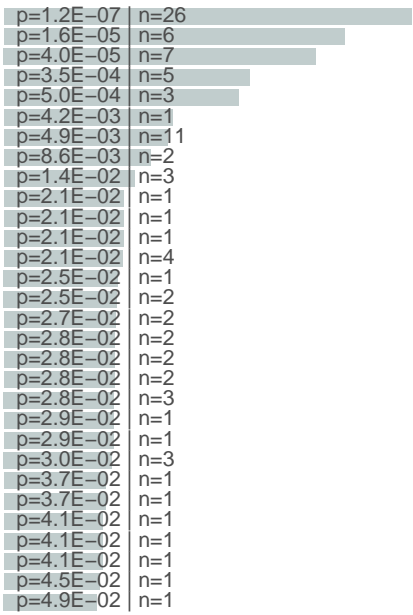 p=1.2E−07 | n=26
p=1.6E−05 | n=6
p=4.0E−05 | n=7
p=3.5E−04 | n=5
p=5.0E−04 | n=3
p=4.2E−03 | n=1
p=4.9E−03 | n=11
p=8.6E−03 | n=2
p=1.4E−02 | n=3
p=2.1E−02 | n=1
p=2.1E−02 | n=1
p=2.1E−02 | n=1
p=2.1E−02 | n=4
p=2.5E−02 | n=1
p=2.5E−02 | n=2
p=2.7E−02 | n=2
p=2.8E−02 | n=2
p=2.8E−02 | n=2
p=2.8E−02 | n=2
p=2.8E−02 | n=3
p=2.9E−02 | n=1
p=2.9E−02 | n=1
p=3.0E−02 | n=3
p=3.7E−02 | n=1
p=3.7E−02 | n=1
p=4.1E−02 | n=1
p=4.1E−02 | n=1
p=4.1E−02 | n=1
p=4.5E−02 | n=1
p=4.9E−02 | n=1